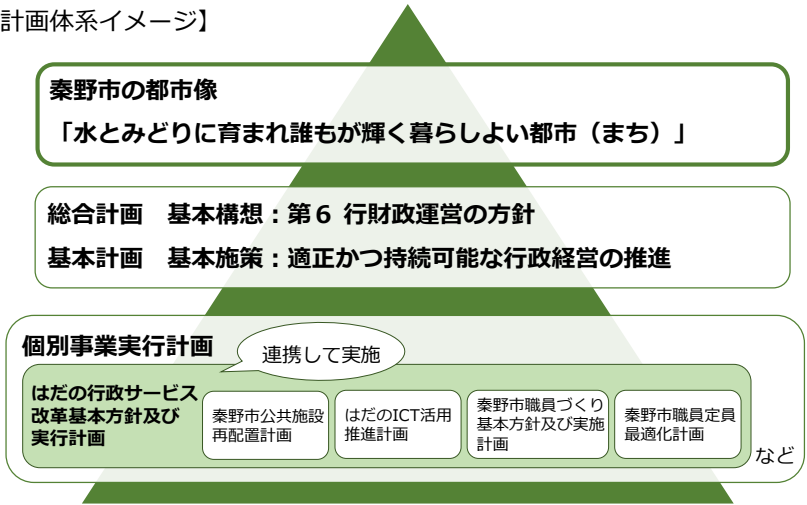 計画体系イメージ】
秦野市の都市像
「水とみどりに育まれ誰もが輝く暮らしよい都市（まち）」
総合計画　基本構想：第６ 行財政運営の方針
基本計画　基本施策：適正かつ持続可能な行政経営の推進
個別事業実行計画
連携して実施
はだの行政サービス
改革基本方針及び
実行計画
秦野市公共施設
再配置計画
はだのICT活用
推進計画
秦野市職員づくり
基本方針及び実施
計画
秦野市職員定員
最適化計画
など